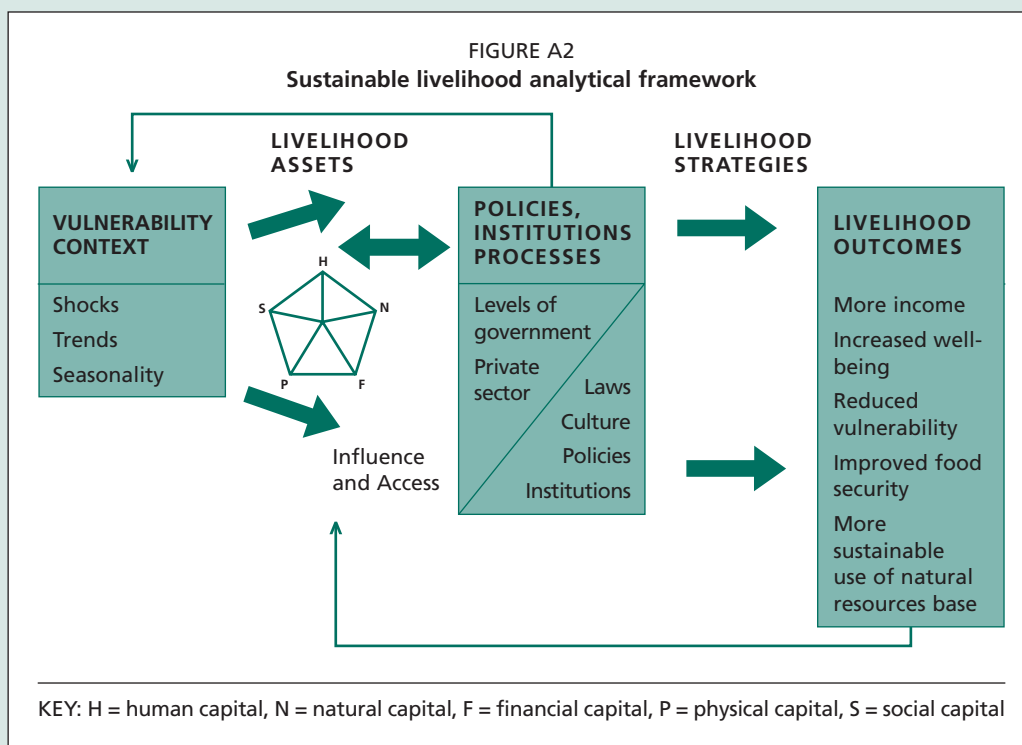 FIGURE A2
Sustainable livelihood analytical framework
LIVELIHOOD
ASSETS
LIVELIHOOD
STRATEGIES
VULNERABILITY
CONTEXT
Shocks
Trends
Seasonality
H
S
N
P
F
Influence
and Access
POLICIES,
INSTITUTIONS
PROCESSES
Levels of
government
Private
sector
Laws
Culture
Policies
Institutions
LIVELIHOOD
OUTCOMES
More income
Increased well-
being
Reduced
vulnerability
Improved food
security
More
sustainable
use of natural
resources base
KEY: H = human capital, N = natural capital, F = financial capital, P = physical capital, S = social capital